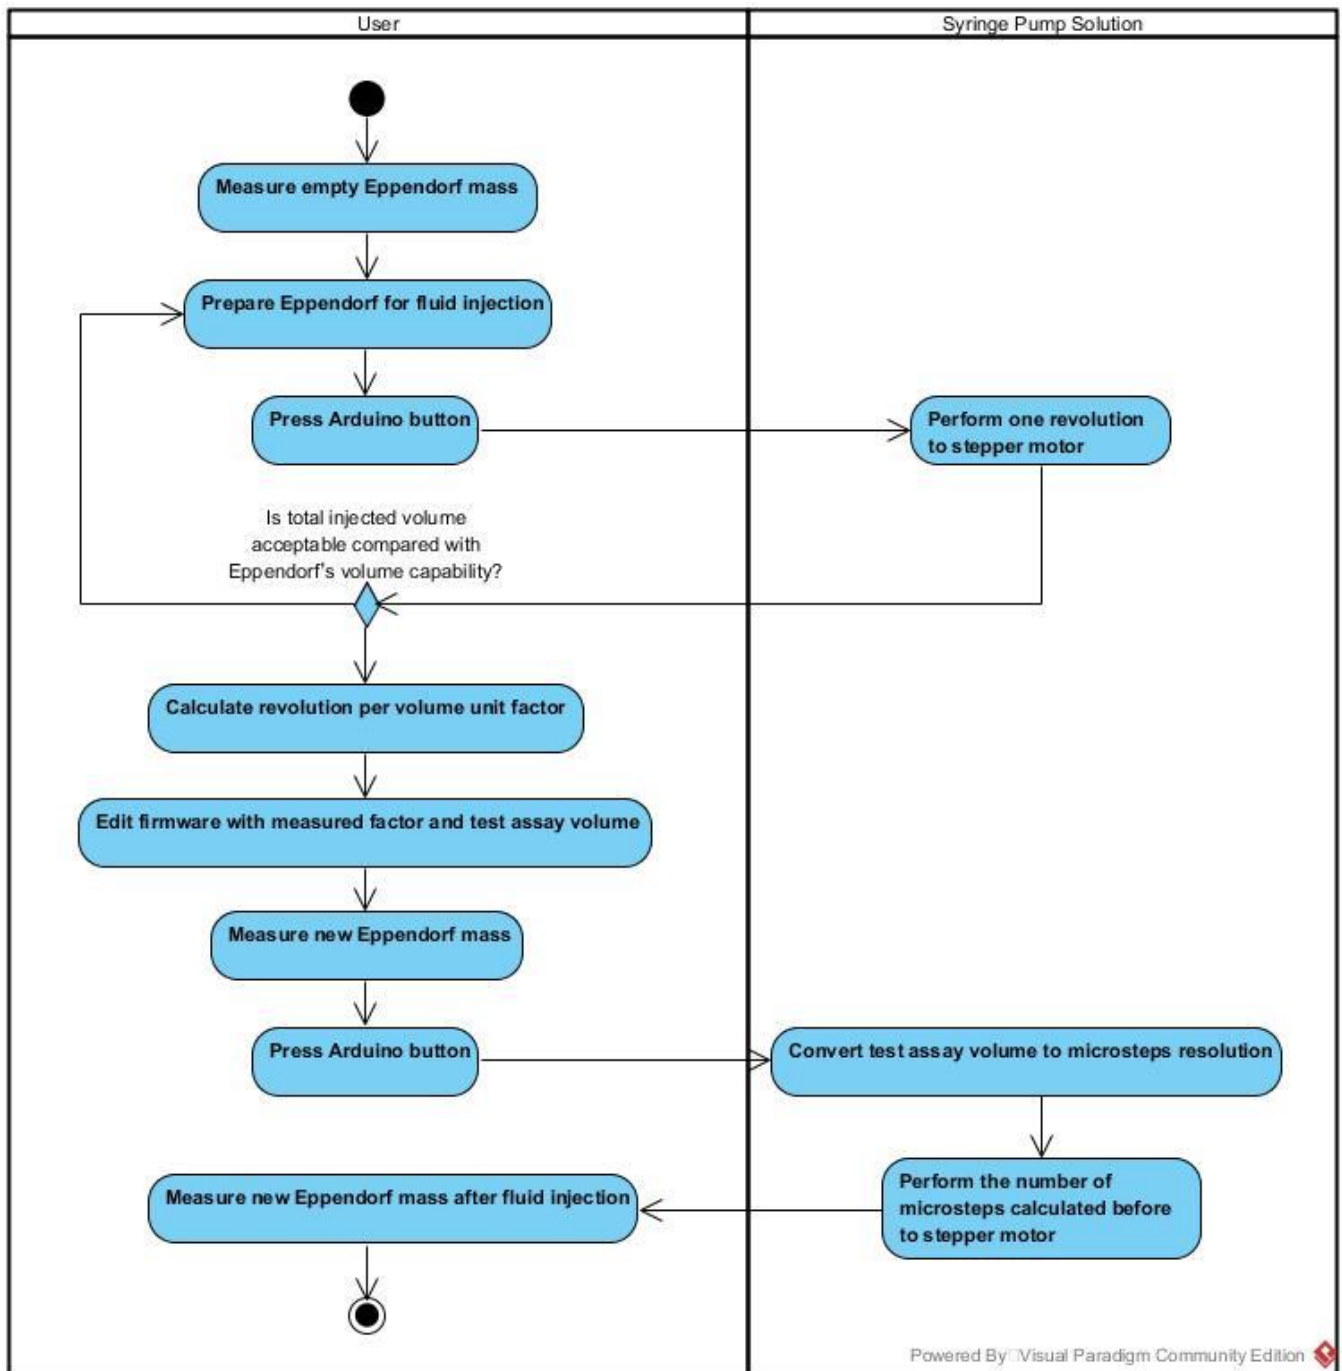 User
Syringe Pump Solution
Measure empty Eppendorf mass
Prepare Eppendorf for fluid injection
Press Arduino button
Perform one revolution
to stepper motor
Is total injected volume
acceptable compared with
Eppendorf's volume capability?
Calculate revolution per volume unit factor
Edit firmware with measured factor and test assay volume
Measure new Eppendorf mass
Press Arduino button
Convert test assay volume to microsteps resolution
Perform the number of
microsteps calculated before
to stepper motor
Measure new Eppendorf mass after fluid injection
Powered By Visual Paradigm Community Edition